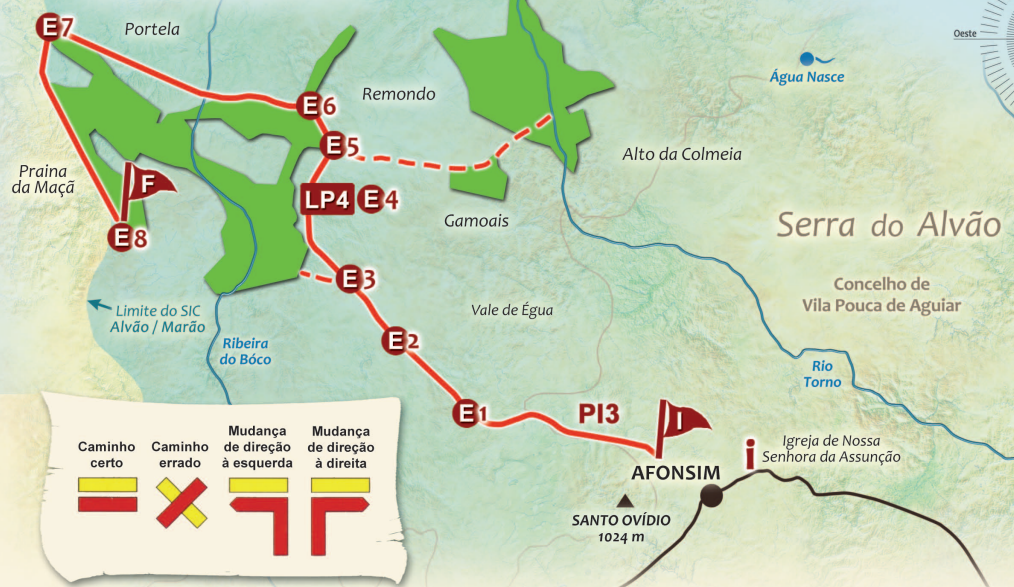 E7
Portela
Oeste
Água Nasce
E6
Remondo
E5
Alto da Colmeia
Praina
da Maçã
F
LP4 E4
Gamoais
Serra do Alvão
E8
E3
Concelho de
Vila Pouca de Aguiar
Limite do SIC
Alvão / Marão
Vale de Égua
Ribeira
do Bóco
E2
Rio
Torno
E1
PI3
I
i
Igreja de Nossa
Senhora da Assunção
AFONSIM
SANTO OVÍDIO
1024 m
Caminho
certo
Caminho
errado
Mudança
de direção
à esquerda
Mudança
de direção
à direita